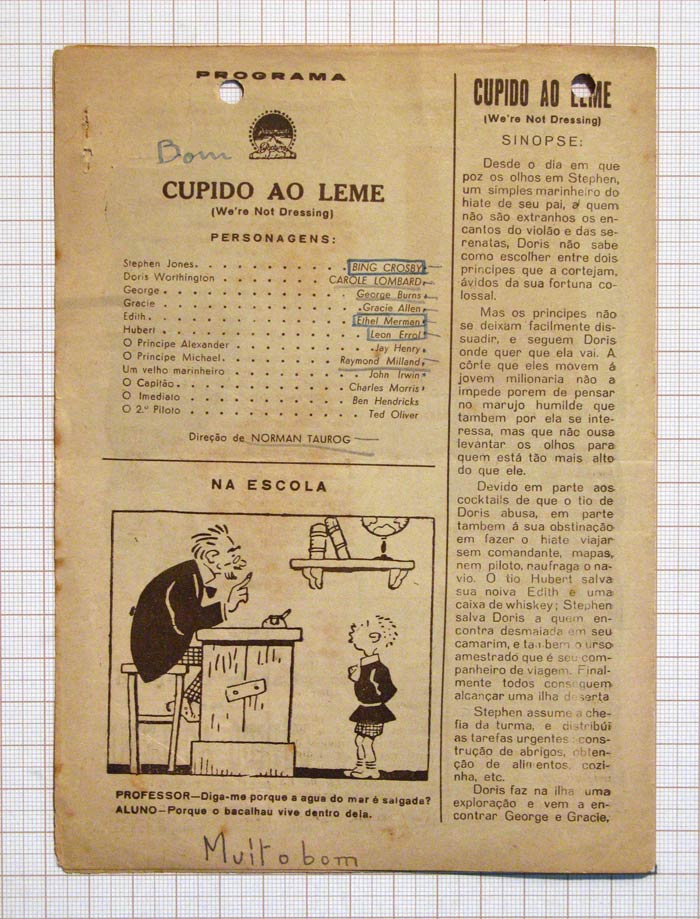 PROGRAMA
Bom
CUPIDO AO LEME
(We're Not Dressing)
PERSONAGENS:
Stephen Jones. . . . . . . . . . . . BING CROSBY.
Doris Worthington . . . . . . . . CAROLE LOMBARD.
George . . . . . . . . . . . . . George Burns.
Gracie . . . . . . . . . . . . . Gracie Allen.
Edith. . . . . . . . . . . . . Ethel Merman.
Hubert . . . . . . . . . . . . . Leon Errol.
O Principe Alexander . . . . . . . . Jay Henry.
O Principe Michael. . . . . . . . Raymond Milland.
Um velho marinheiro . . . . . . . . John Irwin.
O Capitão. . . . . . . . . . . Charles Morris.
O Imediato . . . . . . . . . . . Ben Hendricks
O 2.º Piloto . . . . . . . . . . . Ted Oliver
Direção de NORMAN TAUROG
NA ESCOLA
PROFESSOR—Diga-me porque a agua do mar é salgada?
ALUNO—Porque o bacalhau vive dentro dela.
Muito bom
CUPIDO AO LEME
(We're Not Dressing)
SINOPSE:
Desde o dia em que
poz os olhos em Stephen,
um simples marinheiro do
hiate de seu pai, a quem
não são extranhos os en-
cantos do violão e das se-
renatas, Doris não sabe
como escolher entre dois
principes que a cortejam,
ávidos da sua fortuna co-
lossal.
Mas os principes não
se deixam facilmente dis-
suadir, e seguem Doris
onde quer que ela vai. A
côrte que eles movem á
jovem milionaria não a
impede porem de pensar
no marujo humilde que
tambem por ela se inte-
ressa, mas que não ousa
levantar os olhos para
quem está tão mais alto
do que ele.
Devido em parte aos
cocktails de que o tio de
Doris abusa, em parte
tambem á sua obstinação
em fazer o hiate viajar
sem comandante, mapas,
nem piloto, naufraga o na-
vio. O tio Hubert salva
sua noiva Edith e uma
caixa de whiskey; Stephen
salva Doris a quem en-
contra desmaiada em seu
camarim, e tambem o urso
amestrado que é seu com-
panheiro de viagem. Final-
mente todos conseguem
alcançar uma ilha deserta
Stephen assume a che-
fia da turma, e distribúi
as tarefas urgentes: cons-
trução de abrigos, obten-
ção de alimentos, cozi-
nha, etc.
Doris faz na ilha uma
exploração e vem a en-
contrar George e Gracie,